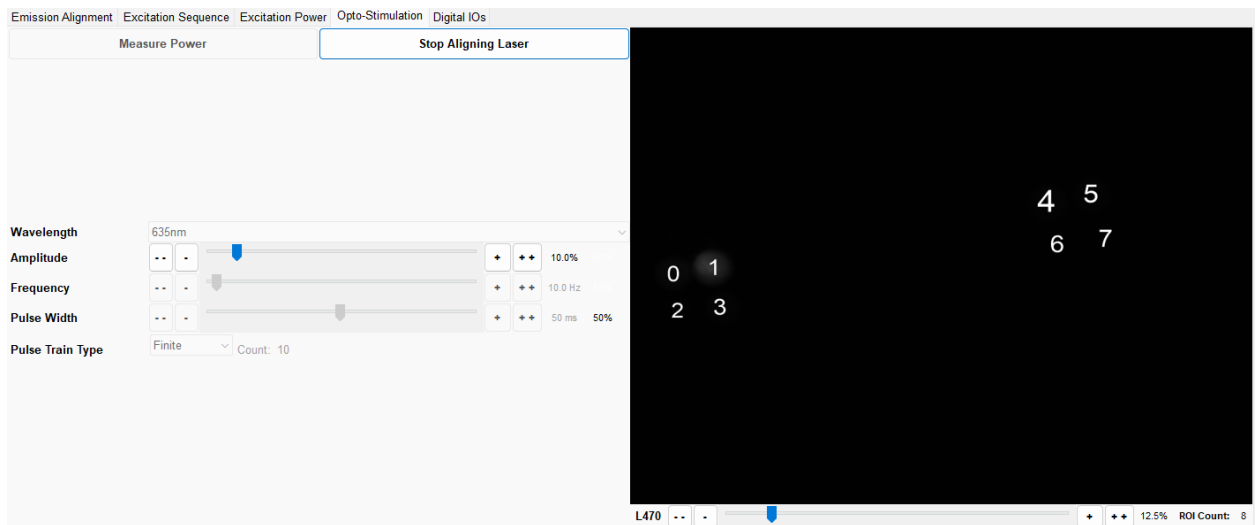 Emission Alignment Excitation Sequence Excitation Power Opto-Stimulation Digital IOs
Measure Power Stop Aligning Laser
4 5
6 7
0 1
2 3
Wavelength 635nm
Amplitude -- - + ++ 10.0%
Frequency -- - + ++ 10.0 Hz
Pulse Width -- - + ++ 50 ms 50%
Pulse Train Type Finite Count: 10
L470 -- - + ++ 12.5% ROI Count: 8